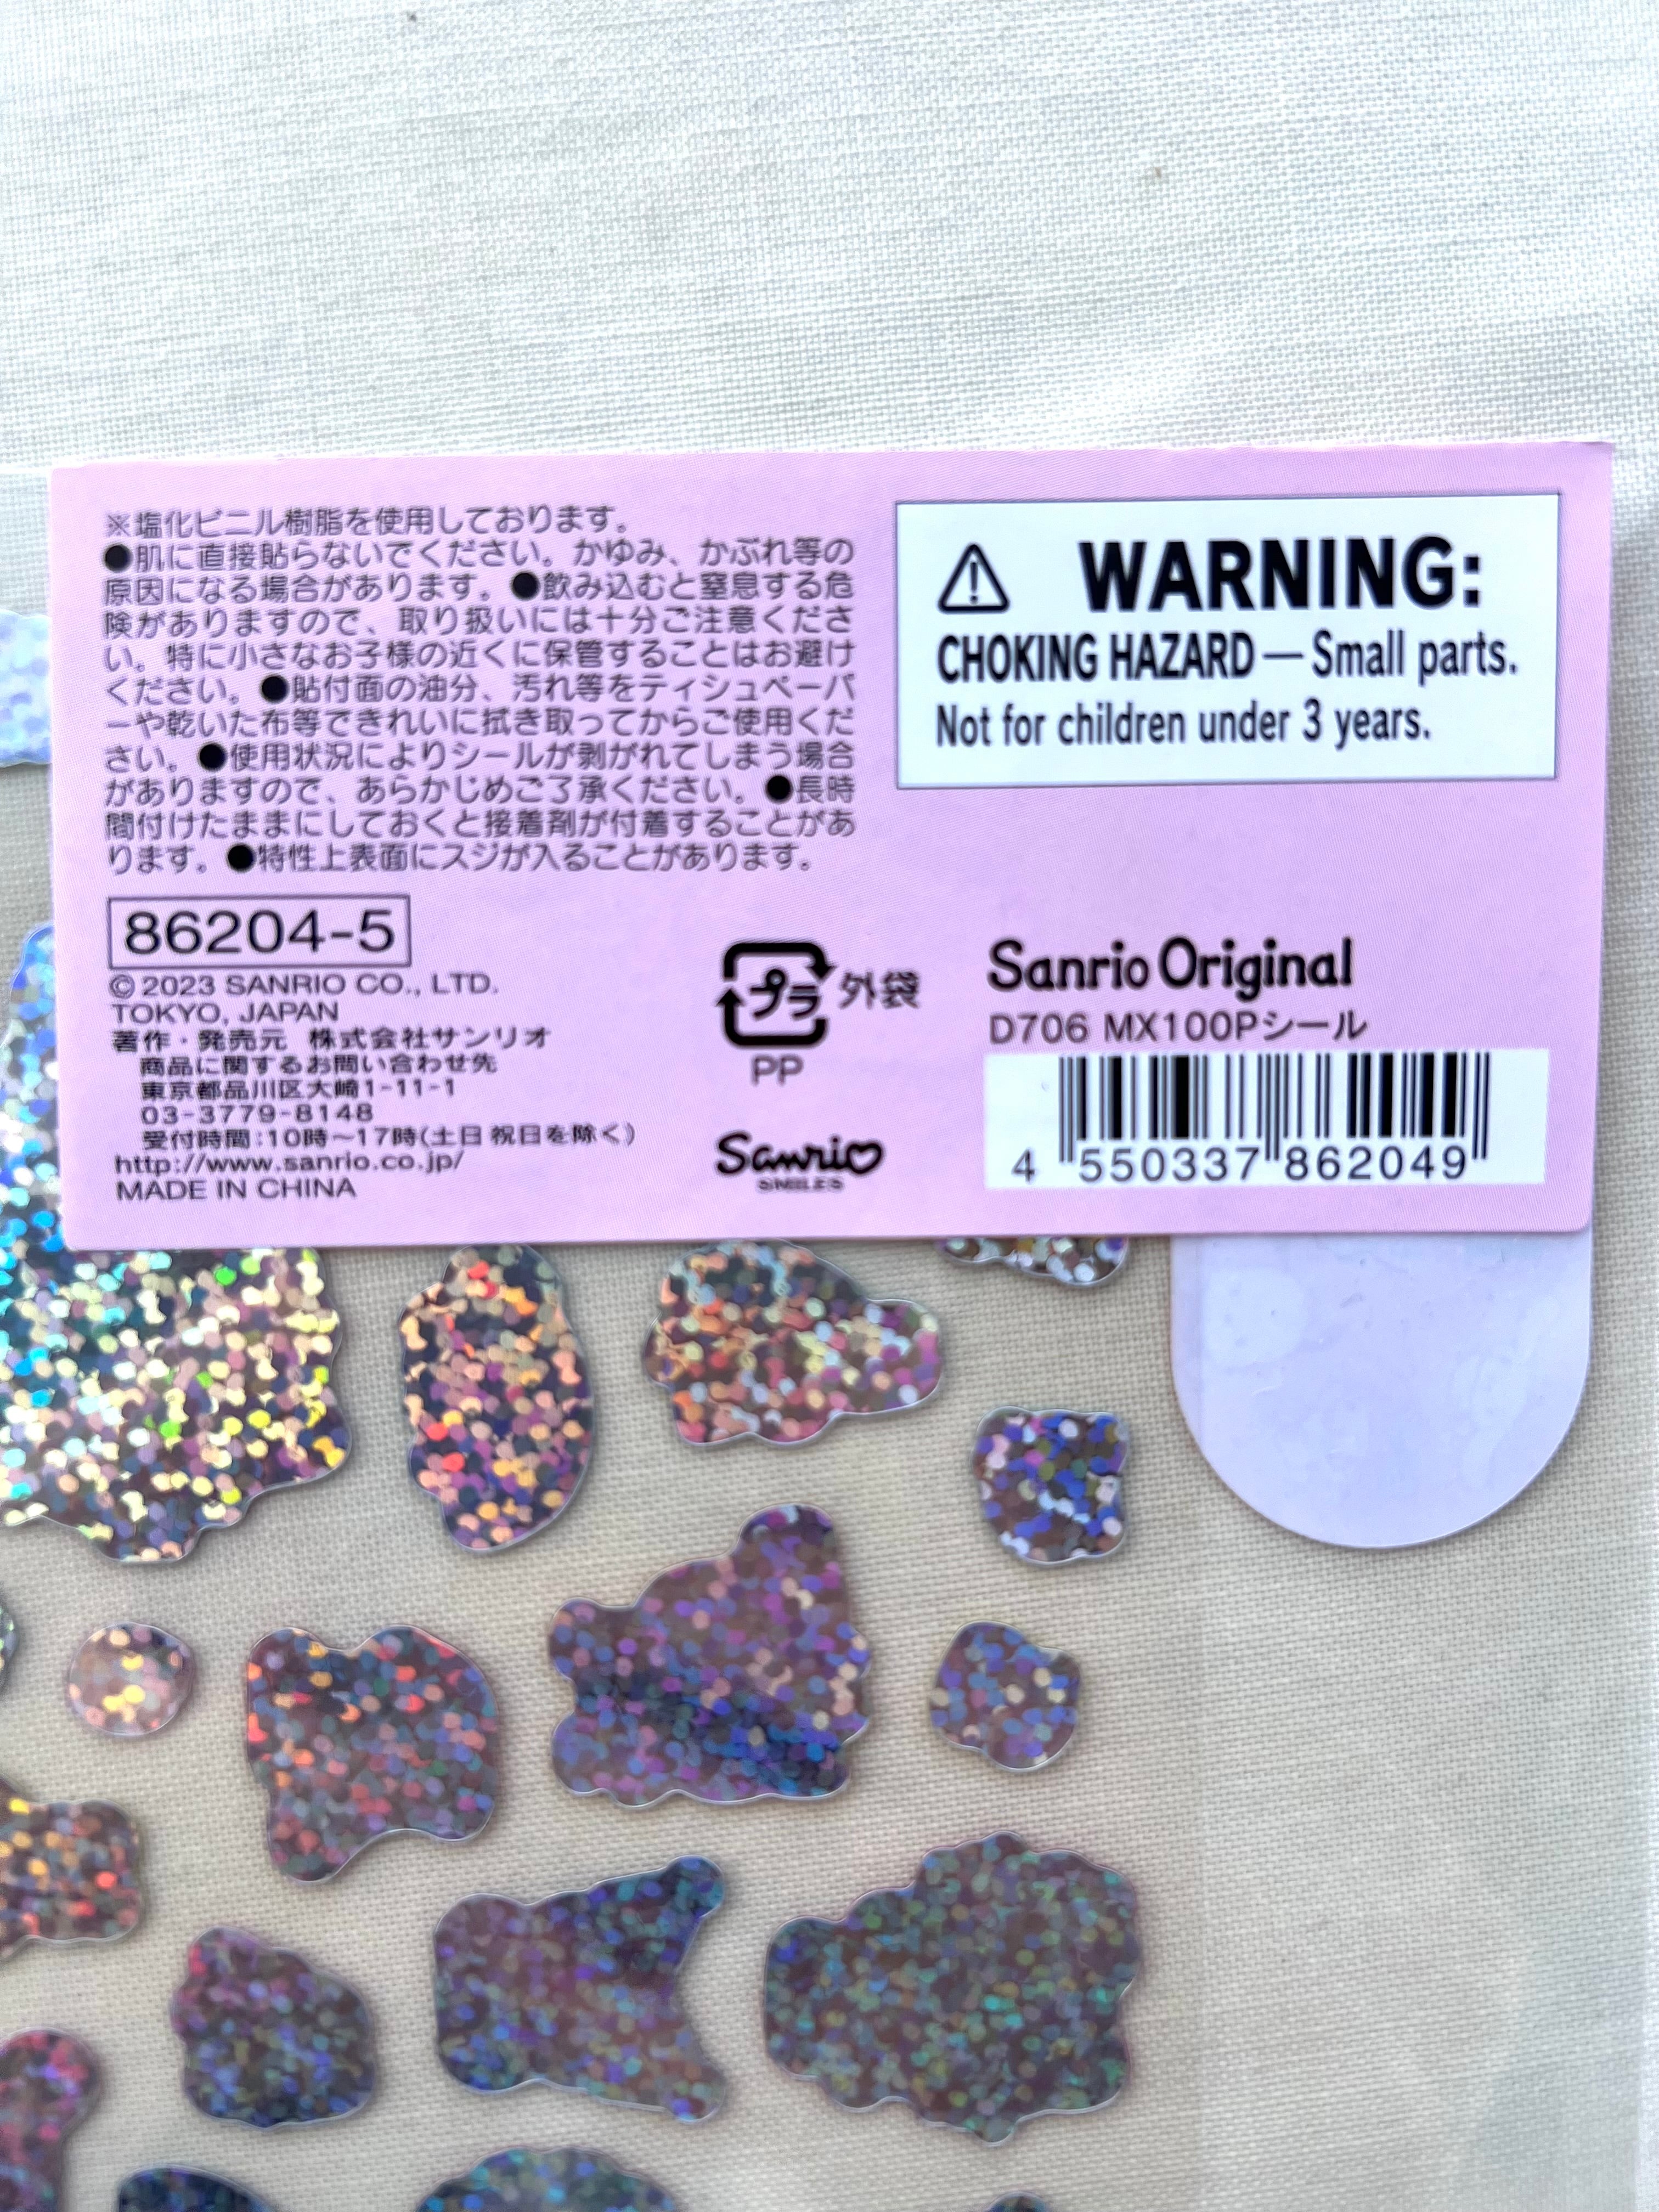 ※塩化ビニル樹脂を使用しております。
●肌に直接貼らないでください。かゆみ、かぶれ等の
原因になる場合があります。●飲み込むと窒息する危
険がありますので、取り扱いには十分ご注意くださ
い。特に小さなお子様の近くに保管することはお避け
ください。●貼付面の油分、汚れ等をティシュペーパ
ーや乾いた布等できれいに拭き取ってからご使用くだ
さい。●使用状況によりシールが剥がれてしまう場合
がありますので、あらかじめご了承ください。●長時
間付けたままにしておくと接着剤が付着することがあ
ります。●特性上表面にスジが入ることがあります。
86204-5
© 2023 SANRIO CO., LTD.
TOKYO, JAPAN
著作・発売元 株式会社サンリオ
商品に関するお問い合わせ先
東京都品川区大崎1-11-1
03-3779-8148
受付時間:10時～17時(土日祝日を除く)
http://www.sanrio.co.jp/
MADE IN CHINA
プラ 外袋
PP
Sanrio
SMILES
WARNING:
CHOKING HAZARD — Small parts.
Not for children under 3 years.
Sanrio Original
D706 MX100Pシール
4 550337 862049